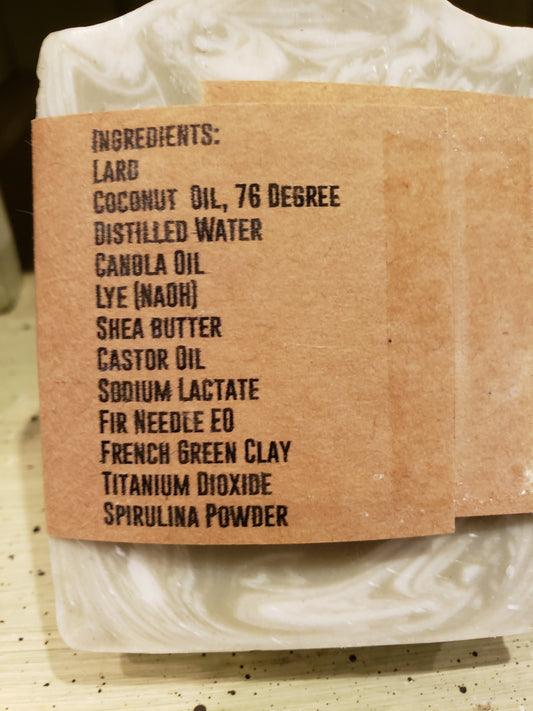 Ingredients:
Lard
Coconut Oil, 76 Degree
Distilled Water
Canola Oil
Lye (NaOH)
Shea butter
Castor Oil
Sodium Lactate
Fir Needle EO
French Green Clay
Titanium Dioxide
Spirulina Powder